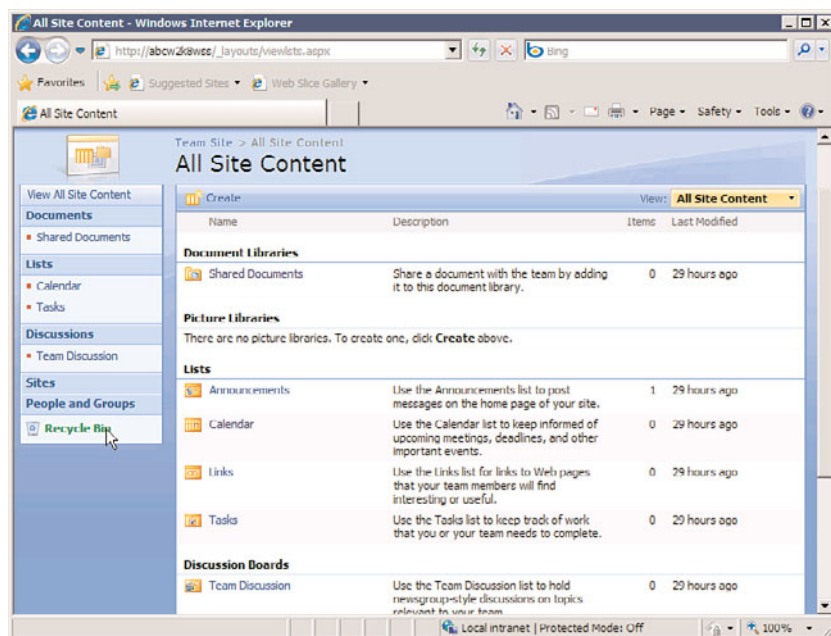 All Site Content - Windows Internet Explorer
http://abcw2k8wss/_layouts/viewlsts.aspx
Bing
Favorites
Suggested Sites
Web Slice Gallery
All Site Content
Page
Safety
Tools
Team Site > All Site Content
All Site Content
View All Site Content
Documents
Shared Documents
Lists
Calendar
Tasks
Discussions
Team Discussion
Sites
People and Groups
Recycle Bin
Create
View: All Site Content
Name Description Items Last Modified
Document Libraries
Shared Documents Share a document with the team by adding 0 29 hours ago
it to this document library.
Picture Libraries
There are no picture libraries. To create one, click Create above.
Lists
Announcements Use the Announcements list to post 1 29 hours ago
messages on the home page of your site.
Calendar Use the Calendar list to keep informed of 0 29 hours ago
upcoming meetings, deadlines, and other
important events.
Links Use the Links list for links to Web pages 0 29 hours ago
that your team members will find
interesting or useful.
Tasks Use the Tasks list to keep track of work 0 29 hours ago
that you or your team needs to complete.
Discussion Boards
Team Discussion Use the Team Discussion list to hold 0 29 hours ago
newsgroup-style discussions on topics
relevant to your team.
Local intranet | Protected Mode: Off
100%